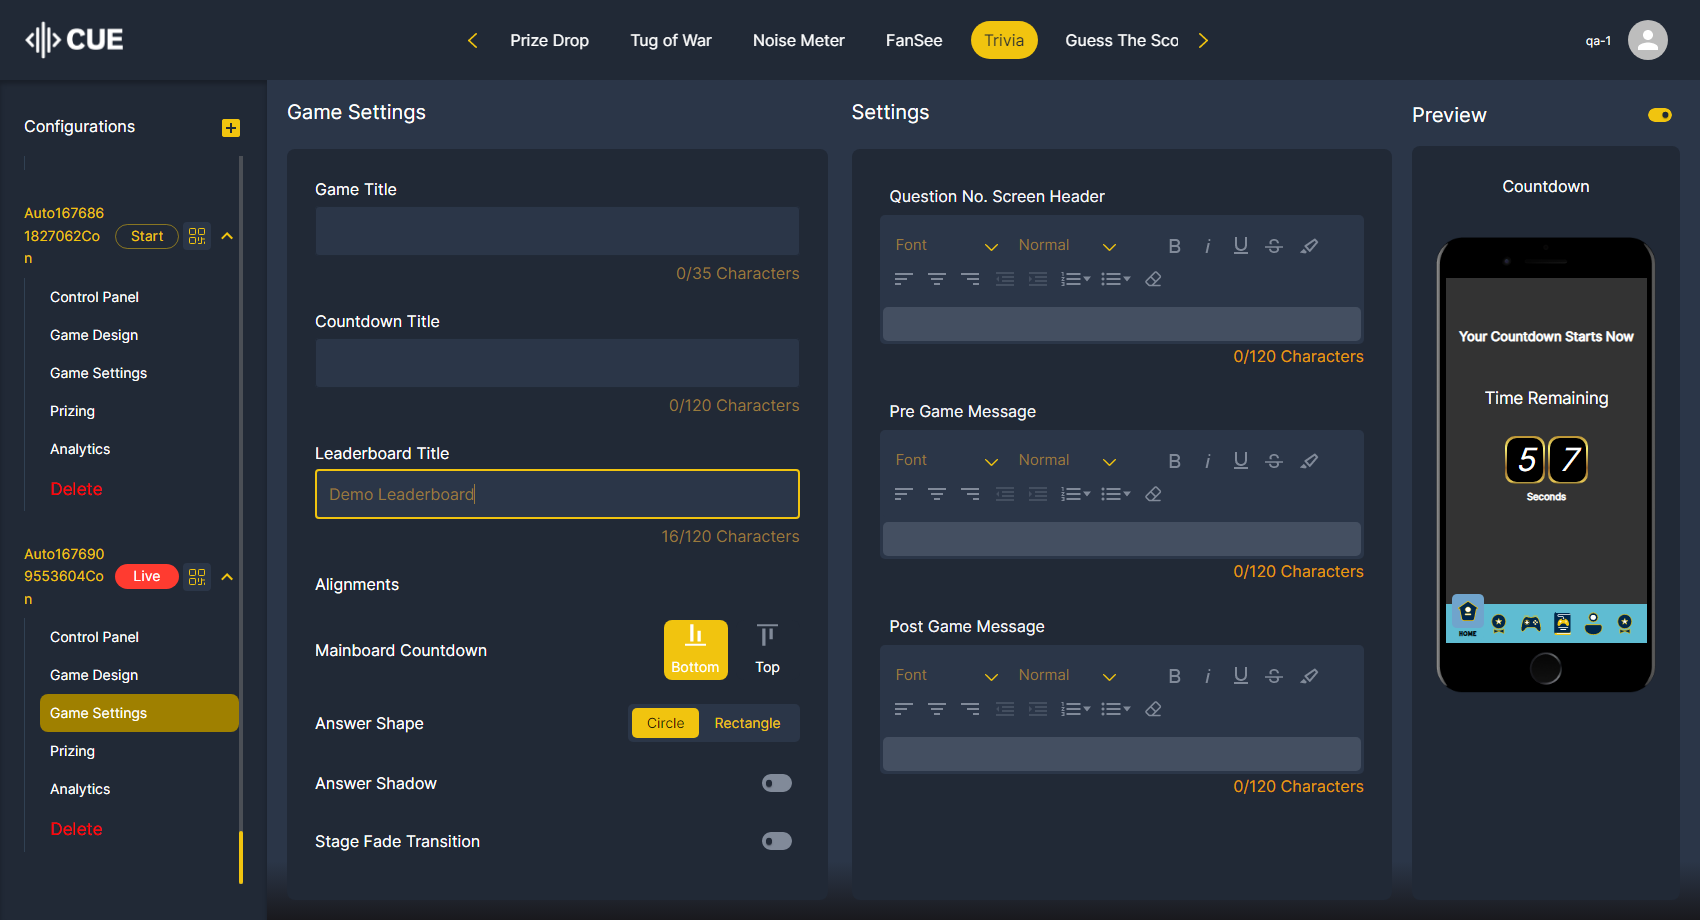 CUE
Prize Drop
Tug of War
Noise Meter
FanSee
Trivia
Guess The Sco
qa-1
Configurations
Auto167686
1827062Co
n
Start
Control Panel
Game Design
Game Settings
Prizing
Analytics
Delete
Auto167690
9553604Co
n
Live
Control Panel
Game Design
Game Settings
Prizing
Analytics
Delete
Game Settings
Game Title
0/35 Characters
Countdown Title
0/120 Characters
Leaderboard Title
Demo Leaderboard
16/120 Characters
Alignments
Mainboard Countdown
Bottom
Top
Answer Shape
Circle
Rectangle
Answer Shadow
Stage Fade Transition
Settings
Question No. Screen Header
Font
Normal
B i U S
0/120 Characters
Pre Game Message
Font
Normal
B i U S
0/120 Characters
Post Game Message
Font
Normal
B i U S
0/120 Characters
Preview
Countdown
Your Countdown Starts Now
Time Remaining
5 7
Seconds
HOME